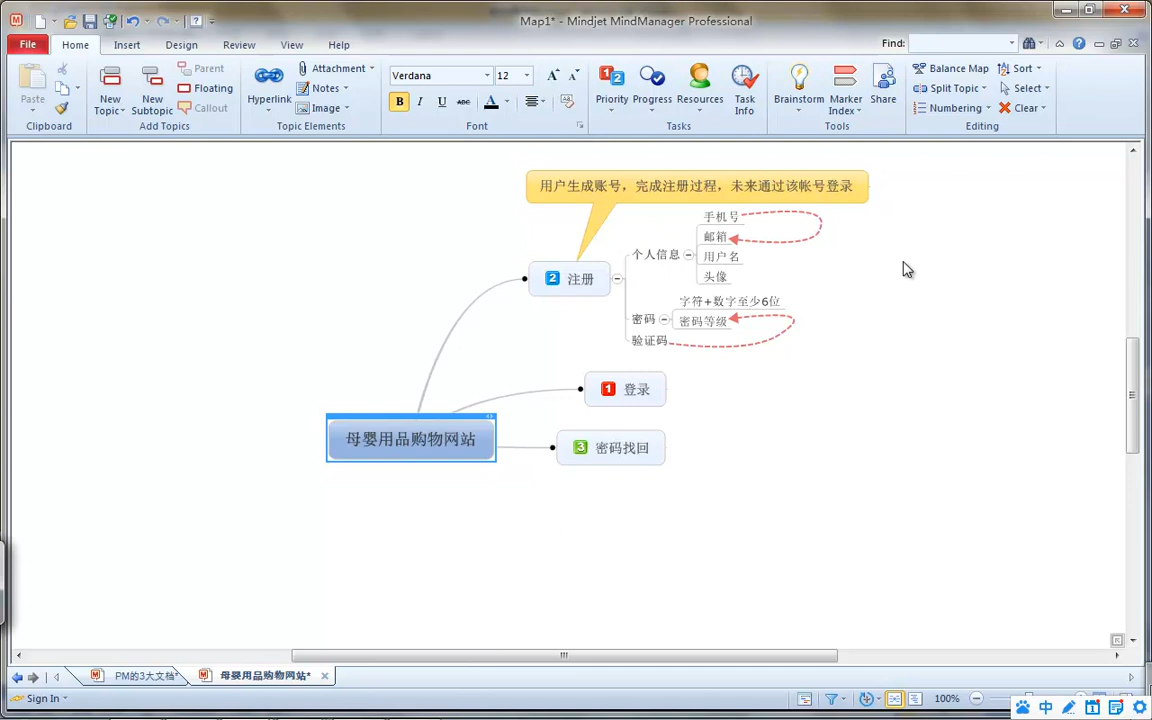 Map1* - Mindjet MindManager Professional
File Home Insert Design Review View Help Find:
Paste
Clipboard
New Topic
New Subtopic
Parent
Floating
Callout
Add Topics
Hyperlink
Attachment
Notes
Image
Topic Elements
Verdana 12
B I U abc A
Font
Priority
Progress
Resources
Task Info
Tasks
Brainstorm
Marker Index
Share
Tools
Balance Map
Split Topic
Numbering
Sort
Select
Clear
Editing
用户生成账号，完成注册过程，未来通过该帐号登录
手机号
邮箱
个人信息
用户名
头像
2 注册
字符+数字至少6位
密码
密码等级
验证码
1 登录
母婴用品购物网站
3 密码找回
PM的3大文档*
母婴用品购物网站*
Sign In
100%
中